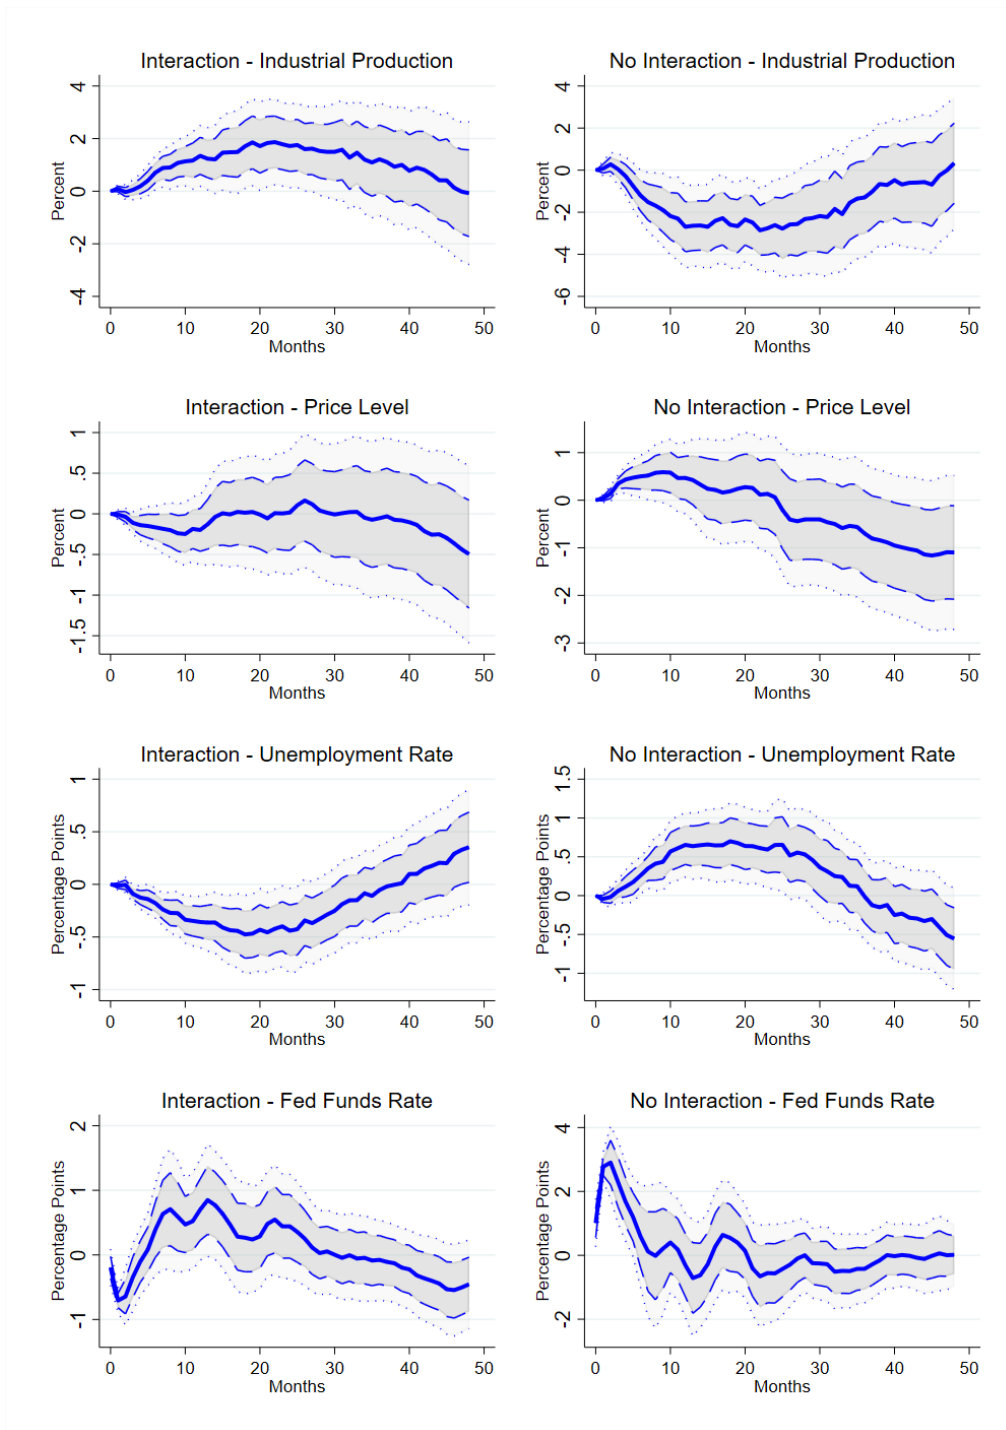 Interaction - Industrial Production
Percent
4
2
0
-2
-4
0 10 20 30 40 50
Months
No Interaction - Industrial Production
Percent
4
2
0
-2
-4
-6
0 10 20 30 40 50
Months
Interaction - Price Level
Percent
1
.5
0
-.5
-1
-1.5
0 10 20 30 40 50
Months
No Interaction - Price Level
Percent
1
0
-1
-2
-3
0 10 20 30 40 50
Months
Interaction - Unemployment Rate
Percentage Points
1
.5
0
-.5
-1
0 10 20 30 40 50
Months
No Interaction - Unemployment Rate
Percentage Points
1.5
1
.5
0
-.5
-1
0 10 20 30 40 50
Months
Interaction - Fed Funds Rate
Percentage Points
2
1
0
-1
0 10 20 30 40 50
Months
No Interaction - Fed Funds Rate
Percentage Points
4
2
0
-2
0 10 20 30 40 50
Months